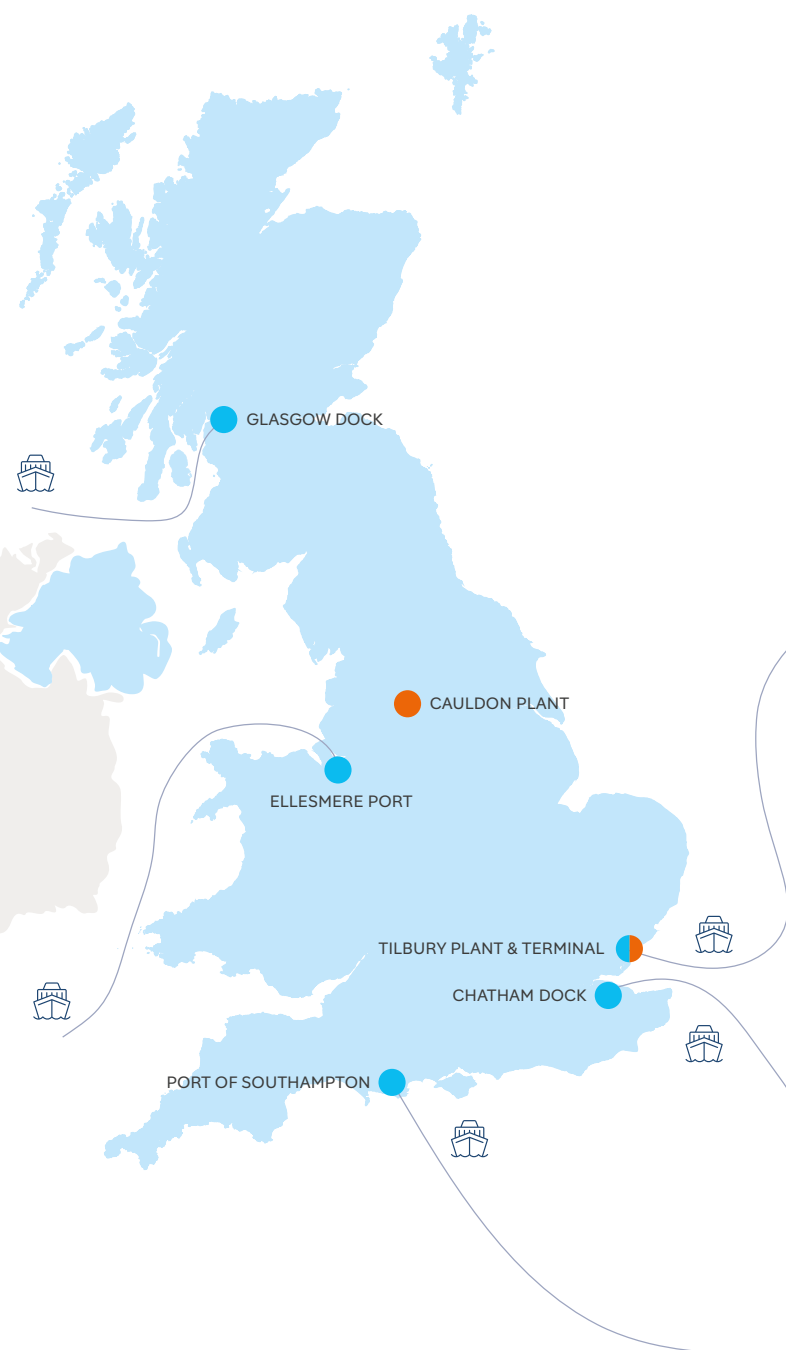 GLASGOW DOCK
CAULDON PLANT
ELLESMERE PORT
TILBURY PLANT & TERMINAL
CHATHAM DOCK
PORT OF SOUTHAMPTON